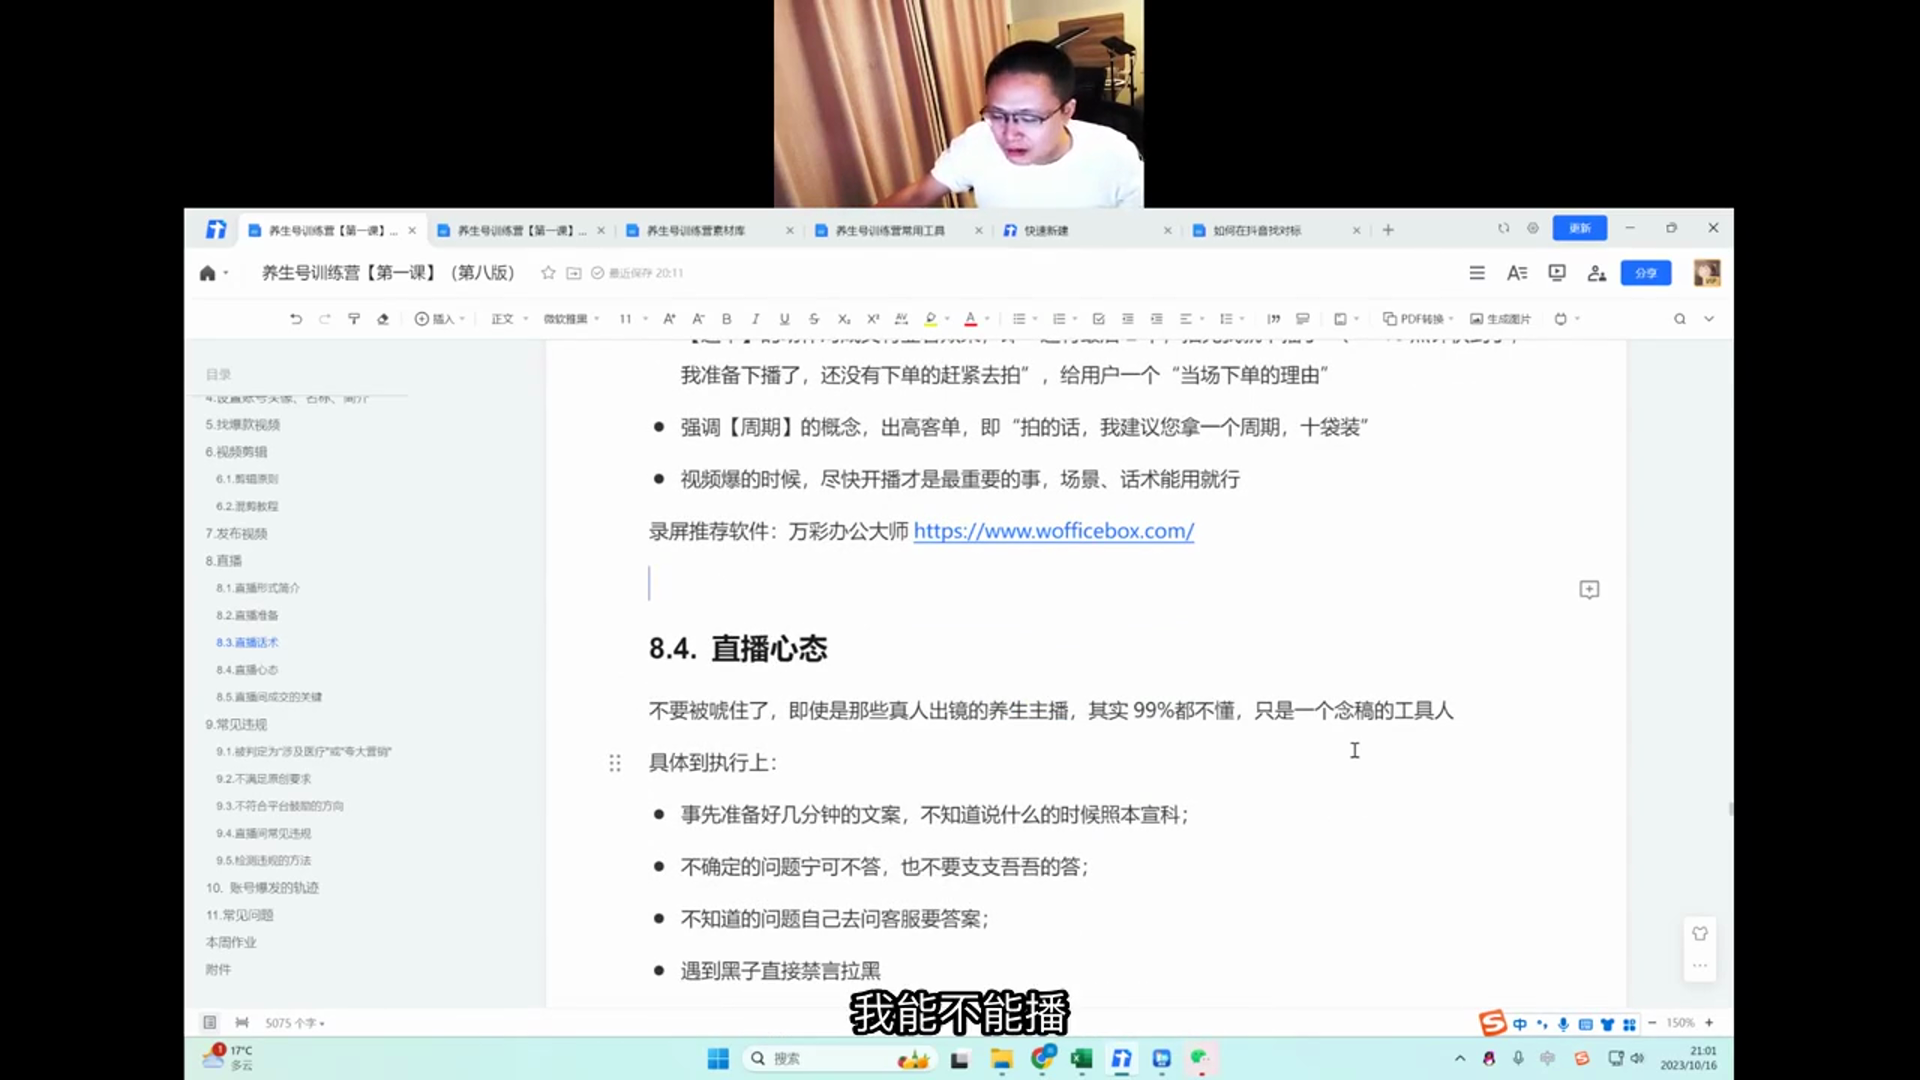 养生号训练营【第一课】...
养生号训练营【第一课】...
养生号训练营素材库
养生号训练营常用工具
快速新建
如何在抖音找对标
更新
养生号训练营【第一课】（第八版）
最近保存 20:11
分享
插入
正文
微软雅黑
11
PDF转换
生成图片
目录
4.设置账号头像、名称、简介
5.找爆款视频
6.视频剪辑
6.1.剪辑原则
6.2.混剪教程
7.发布视频
8.直播
8.1.直播形式简介
8.2.直播准备
8.3.直播话术
8.4.直播心态
8.5.直播间成交的关键
9.常见违规
9.1.被判定为“涉及医疗”或“夸大营销”
9.2.不满足原创要求
9.3.不符合平台鼓励的方向
9.4.直播间常见违规
9.5.检测违规的方法
10. 账号爆发的轨迹
11.常见问题
本周作业
附件
我准备下播了，还没有下单的赶紧去拍”，给用户一个“当场下单的理由”
● 强调【周期】的概念，出高客单，即“拍的话，我建议您拿一个周期，十袋装”
● 视频爆的时候，尽快开播才是最重要的事，场景、话术能用就行
录屏推荐软件：万彩办公大师 https://www.wofficebox.com/
8.4. 直播心态
不要被唬住了，即使是那些真人出镜的养生主播，其实 99%都不懂，只是一个念稿的工具人
具体到执行上：
● 事先准备好几分钟的文案，不知道说什么的时候照本宣科；
● 不确定的问题宁可不答，也不要支支吾吾的答；
● 不知道的问题自己去问客服要答案；
● 遇到黑子直接禁言拉黑
我能不能播
5075 个字
中
150%
17°C
多云
搜索
21:01
2023/10/16